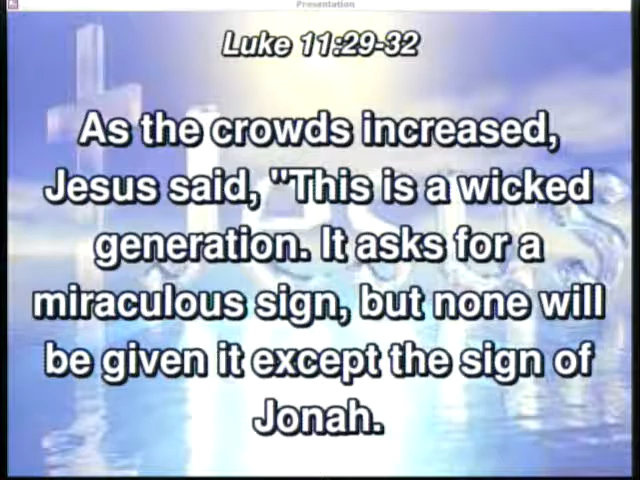 Presentation
Luke 11:29-32
As the crowds increased,
Jesus said, "This is a wicked
generation. It asks for a
miraculous sign, but none will
be given it except the sign of
Jonah.
Jesus